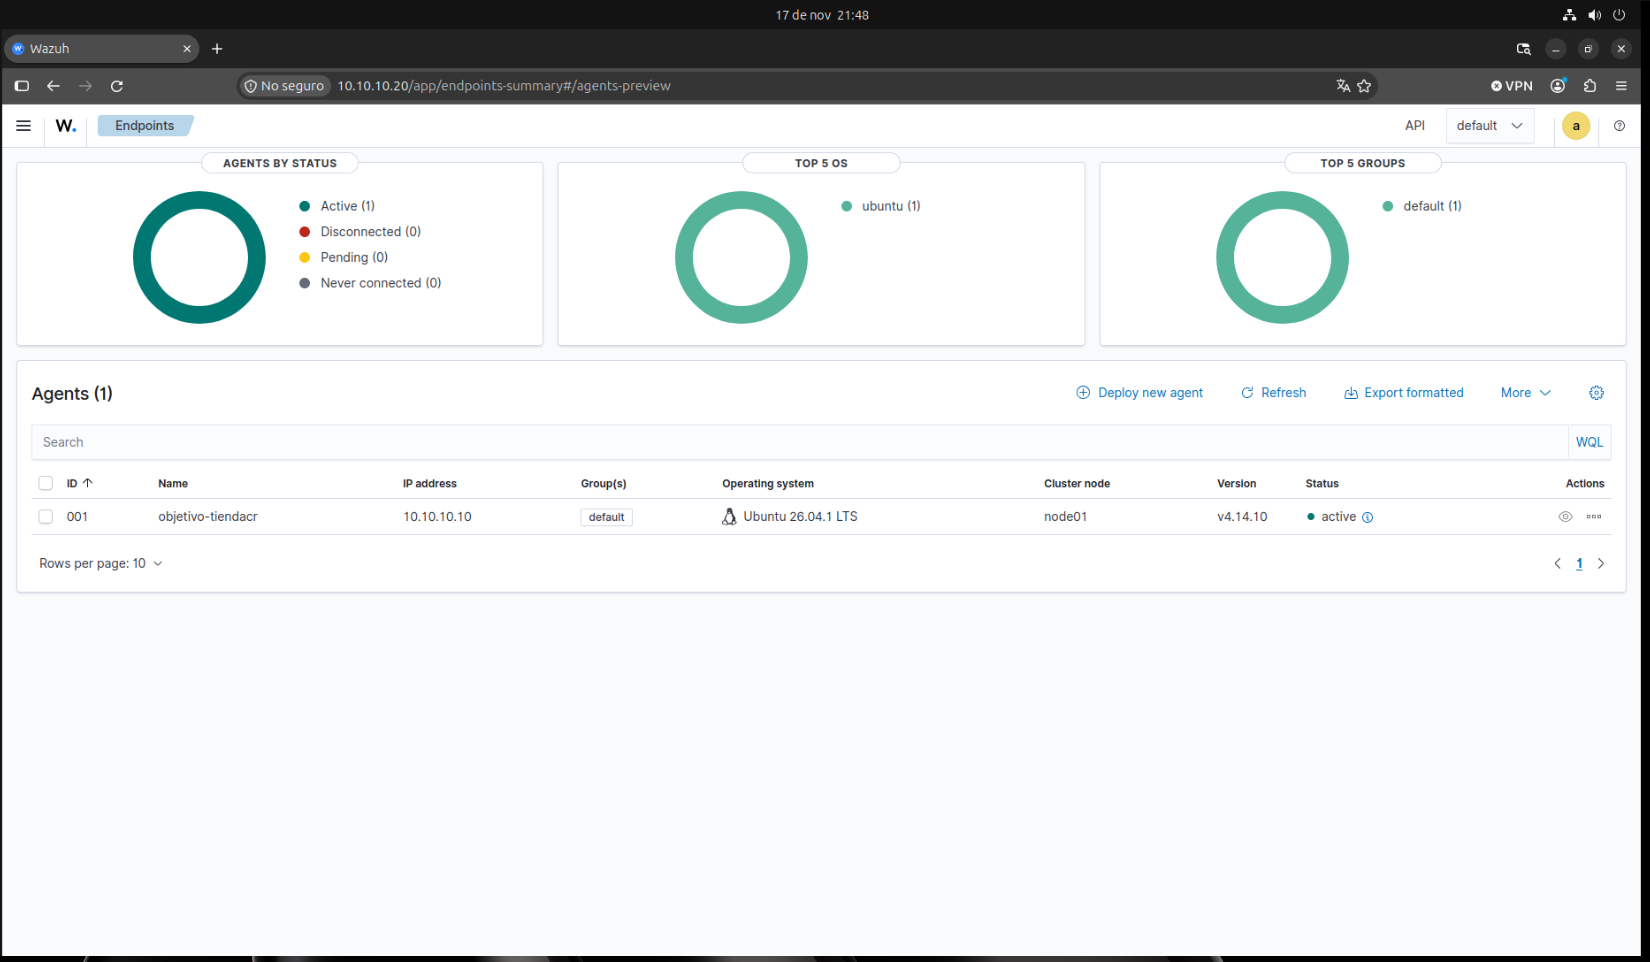 17 de nov 21:48
Wazuh
No seguro 10.10.10.20/app/endpoints-summary#/agents-preview VPN
W. Endpoints API default a
AGENTS BY STATUS
Active (1)
Disconnected (0)
Pending (0)
Never connected (0)
TOP 5 OS
ubuntu (1)
TOP 5 GROUPS
default (1)
Agents (1)
Deploy new agent Refresh Export formatted More
Search WQL
ID Name IP address Group(s) Operating system Cluster node Version Status Actions
001 objetivo-tiendacr 10.10.10.10 default Ubuntu 26.04.1 LTS node01 v4.14.10 active
Rows per page: 10 1